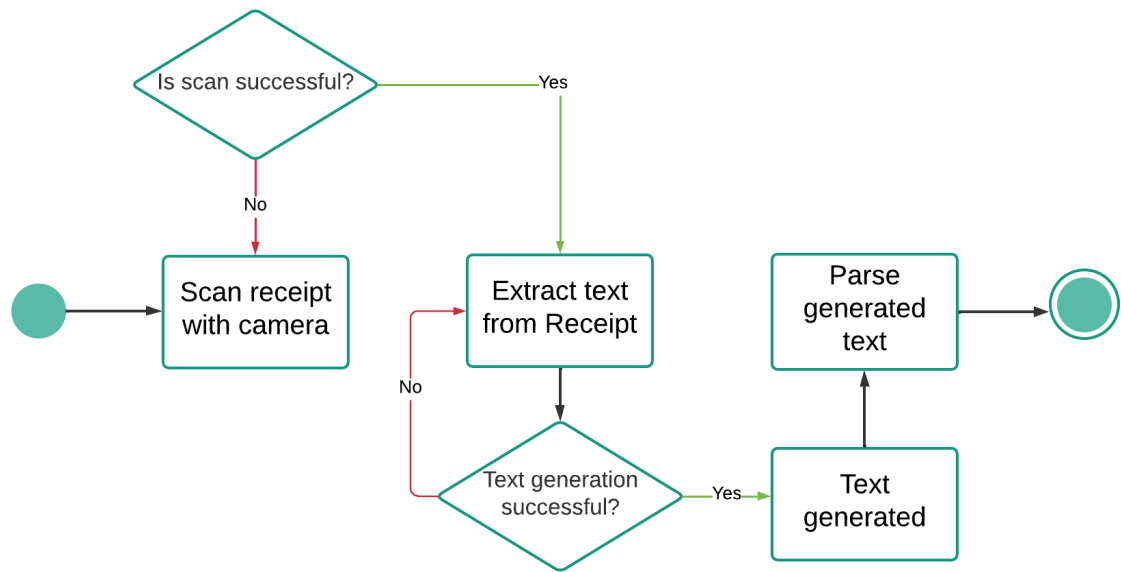 Is scan successful?
Yes
No
Scan receipt
with camera
Extract text
from Receipt
No
Text generation
successful?
Yes
Text
generated
Parse
generated
text